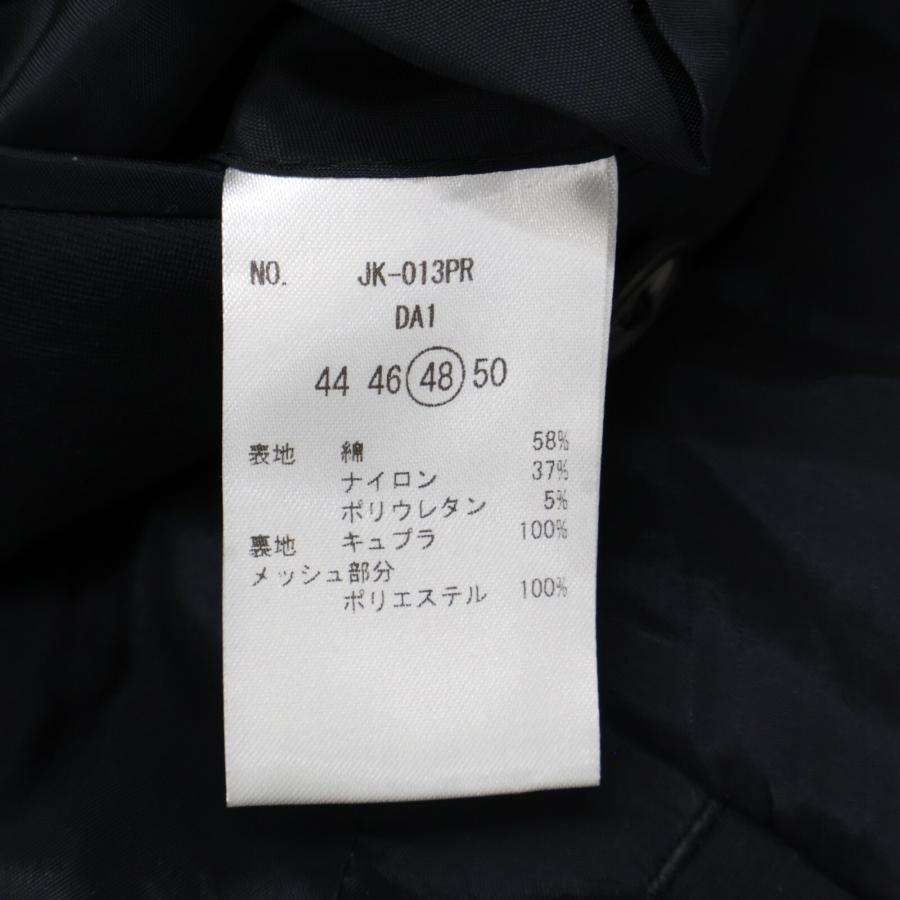 NO. JK-013PR
DA1
44 46 48 50
表地 綿 58%
ナイロン 37%
ポリウレタン 5%
裏地 キュプラ 100%
メッシュ部分
ポリエステル 100%